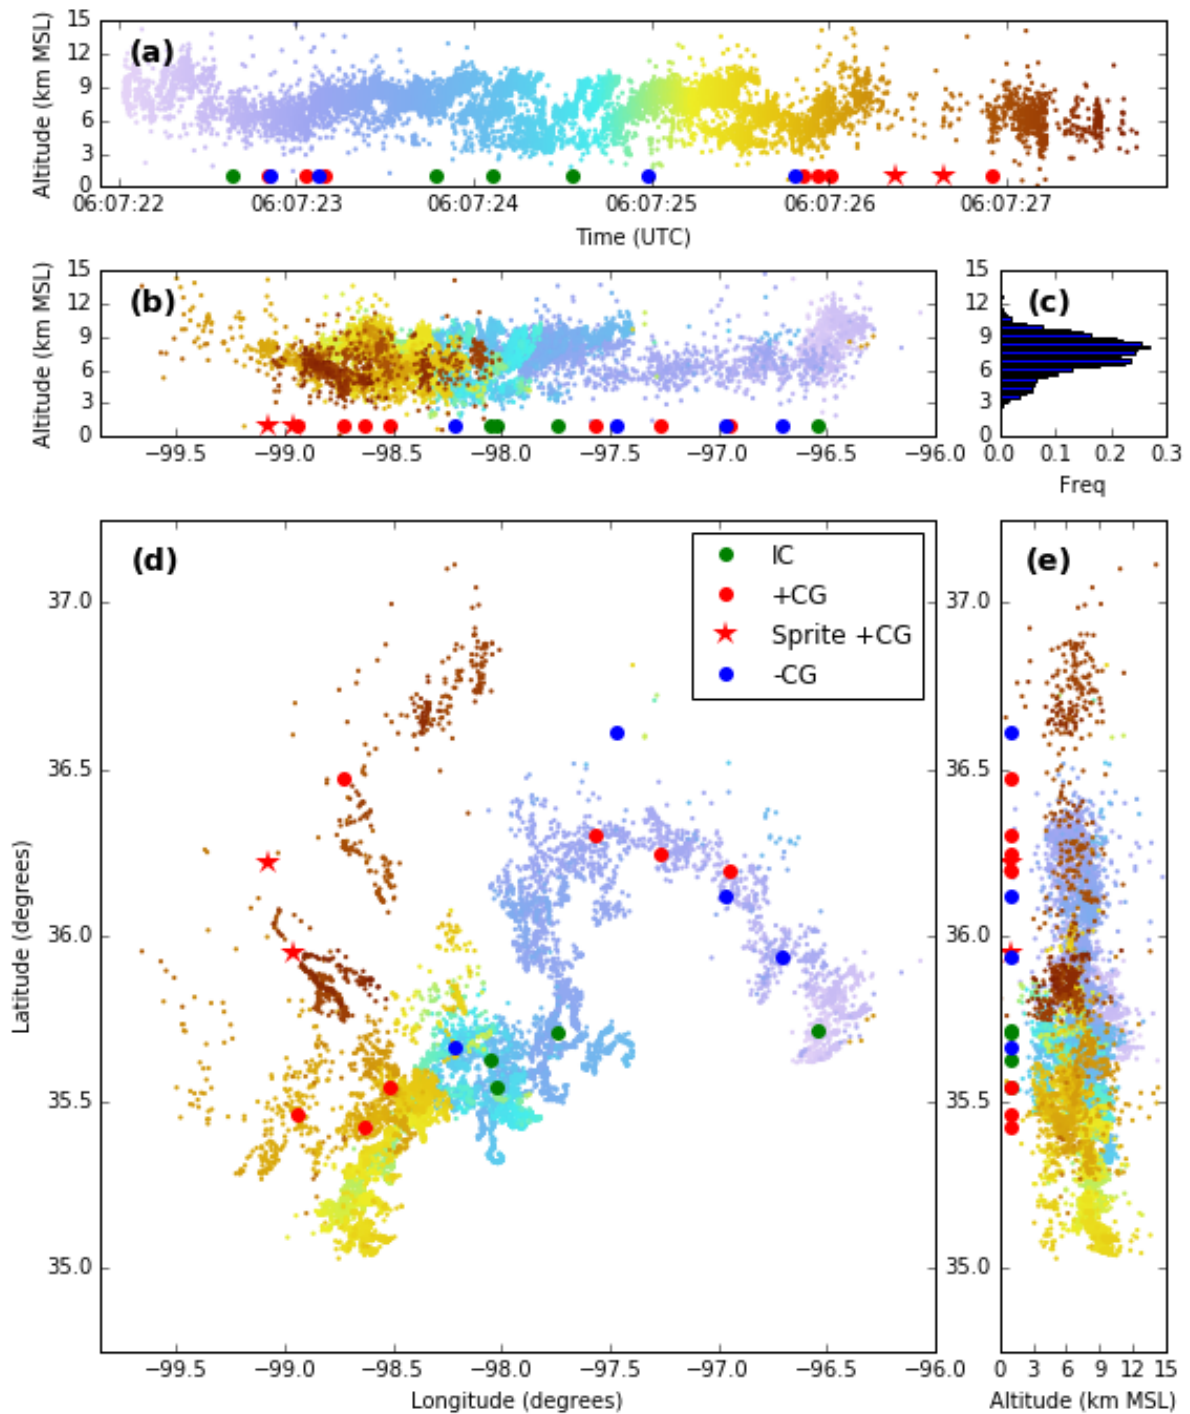 15
12
9
6
3
0
Altitude (km MSL)
(a)
06:07:22 06:07:23 06:07:24 06:07:25 06:07:26 06:07:27
Time (UTC)
15
12
9
6
3
0
Altitude (km MSL)
(b)
−99.5 −99.0 −98.5 −98.0 −97.5 −97.0 −96.5 −96.0
15
12
9
6
3
0
(c)
0.0 0.1 0.2 0.3
Freq
(d)
IC
+CG
Sprite +CG
-CG
37.0
36.5
36.0
35.5
35.0
Latitude (degrees)
−99.5 −99.0 −98.5 −98.0 −97.5 −97.0 −96.5 −96.0
Longitude (degrees)
(e)
37.0
36.5
36.0
35.5
35.0
0 3 6 9 12 15
Altitude (km MSL)